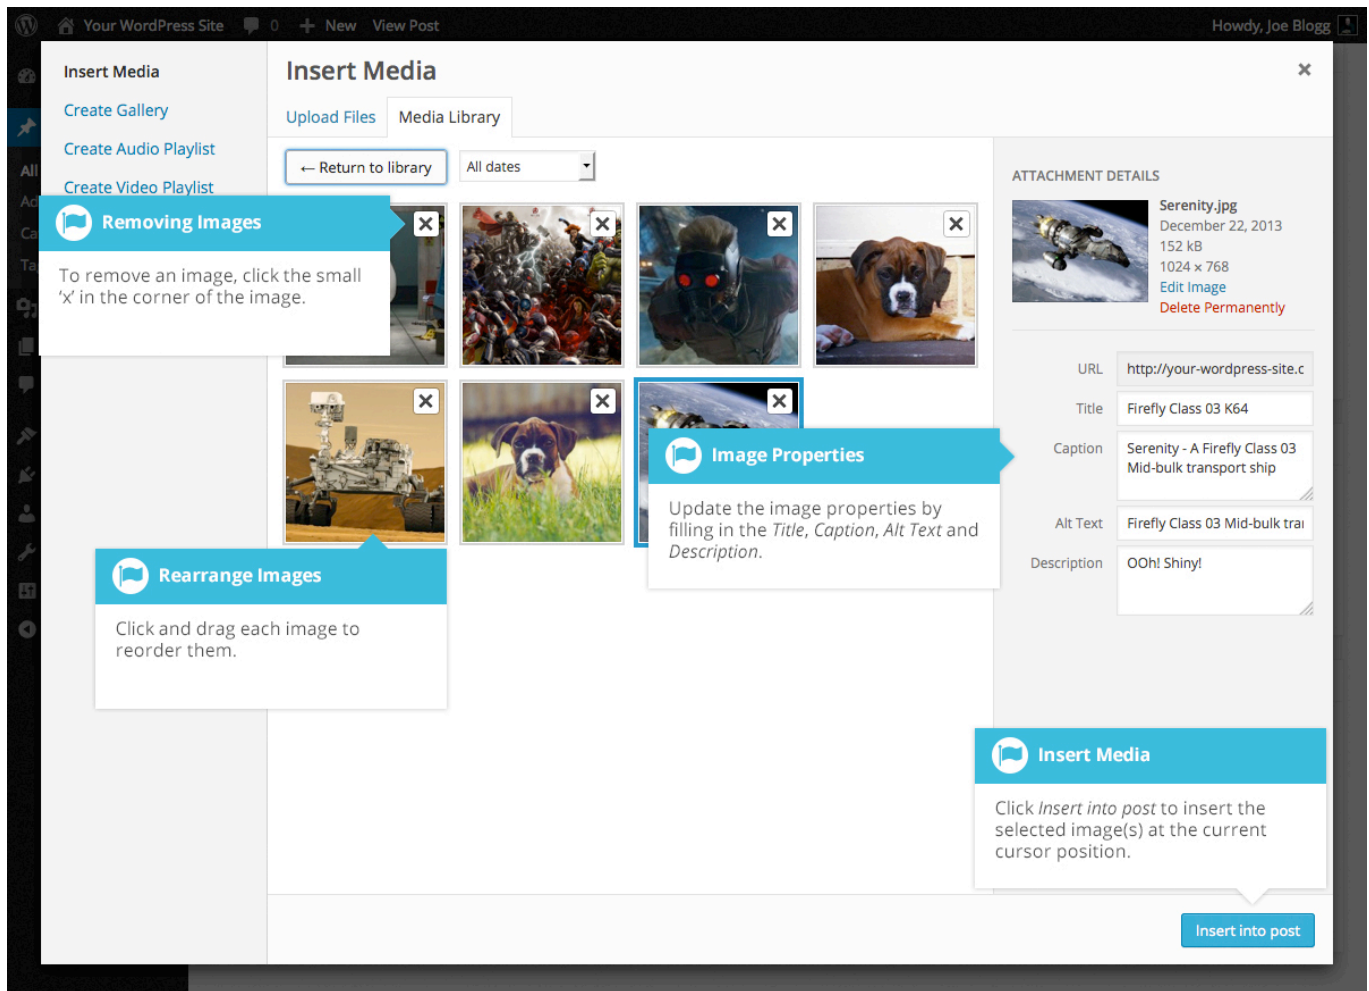 Your WordPress Site 0 + New View Post
Howdy, Joe Blogg
Insert Media
Create Gallery
Create Audio Playlist
Create Video Playlist
All
Ad
Ca
Ta
Insert Media
×
Upload Files
Media Library
← Return to library
All dates
Removing Images
To remove an image, click the small
‘x’ in the corner of the image.
Rearrange Images
Click and drag each image to
reorder them.
Image Properties
Update the image properties by
filling in the Title, Caption, Alt Text and
Description.
ATTACHMENT DETAILS
Serenity.jpg
December 22, 2013
152 kB
1024 × 768
Edit Image
Delete Permanently
URL http://your-wordpress-site.c
Title Firefly Class 03 K64
Caption Serenity - A Firefly Class 03
Mid-bulk transport ship
Alt Text Firefly Class 03 Mid-bulk tra
Description OOh! Shiny!
Insert Media
Click Insert into post to insert the
selected image(s) at the current
cursor position.
Insert into post